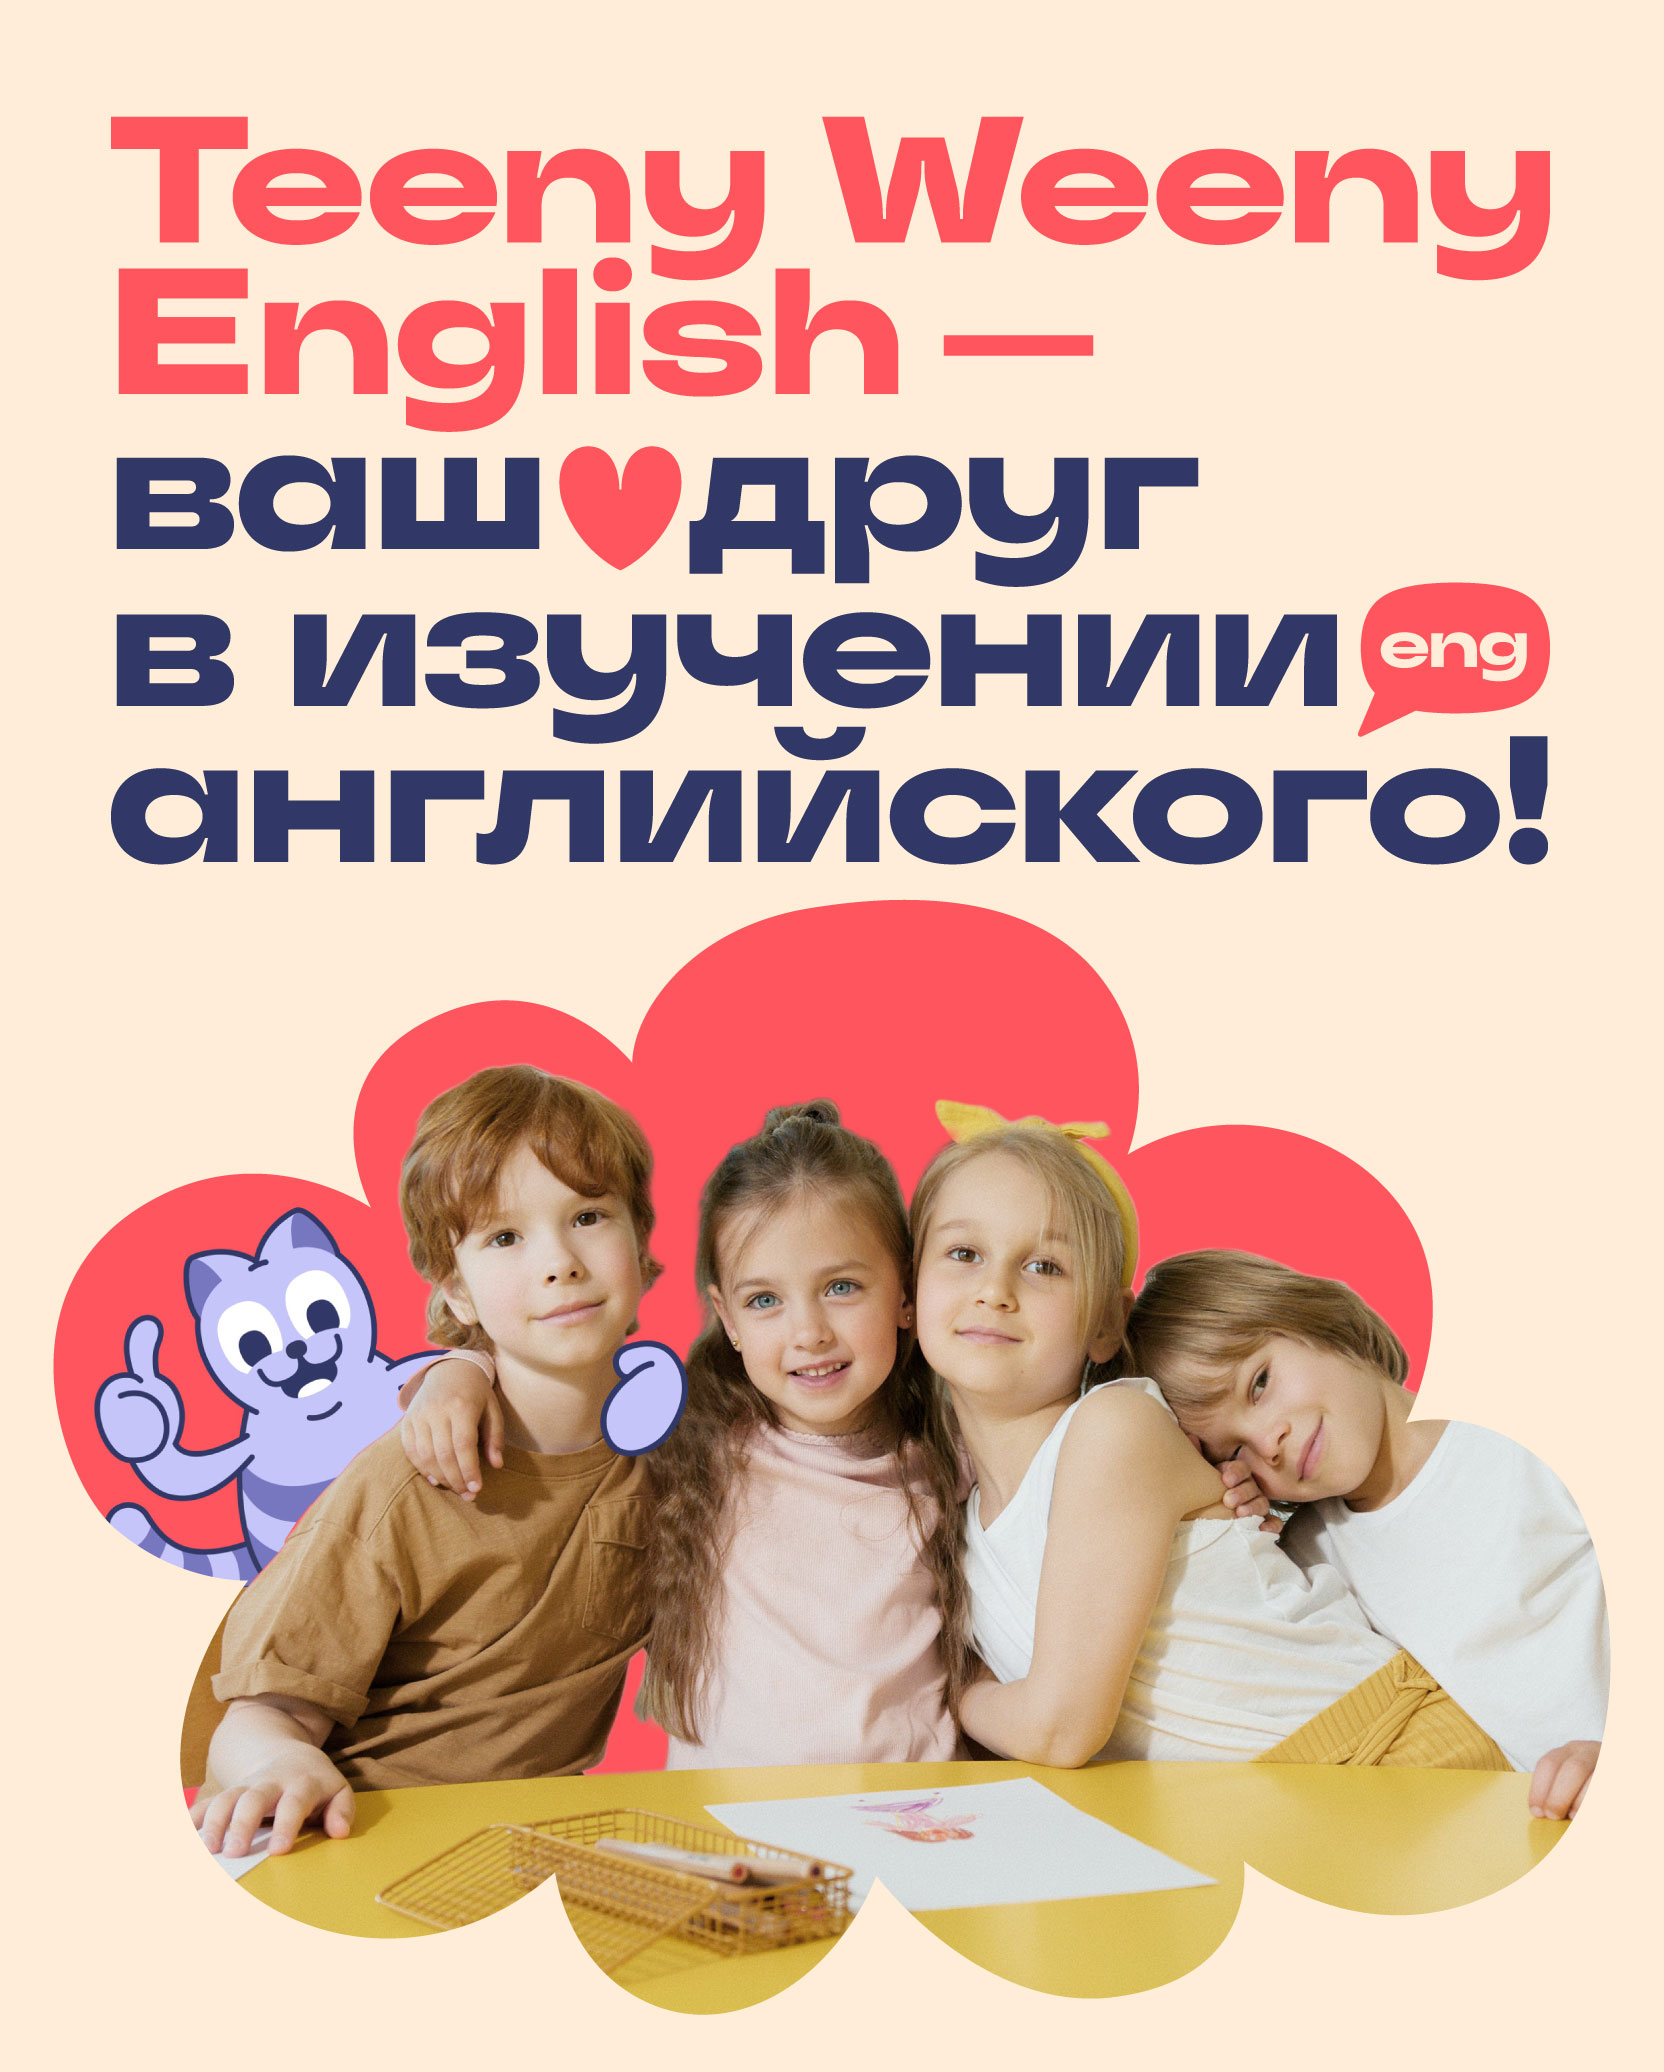 Teeny Weeny
English —
ваш друг
в изучении eng
английского!